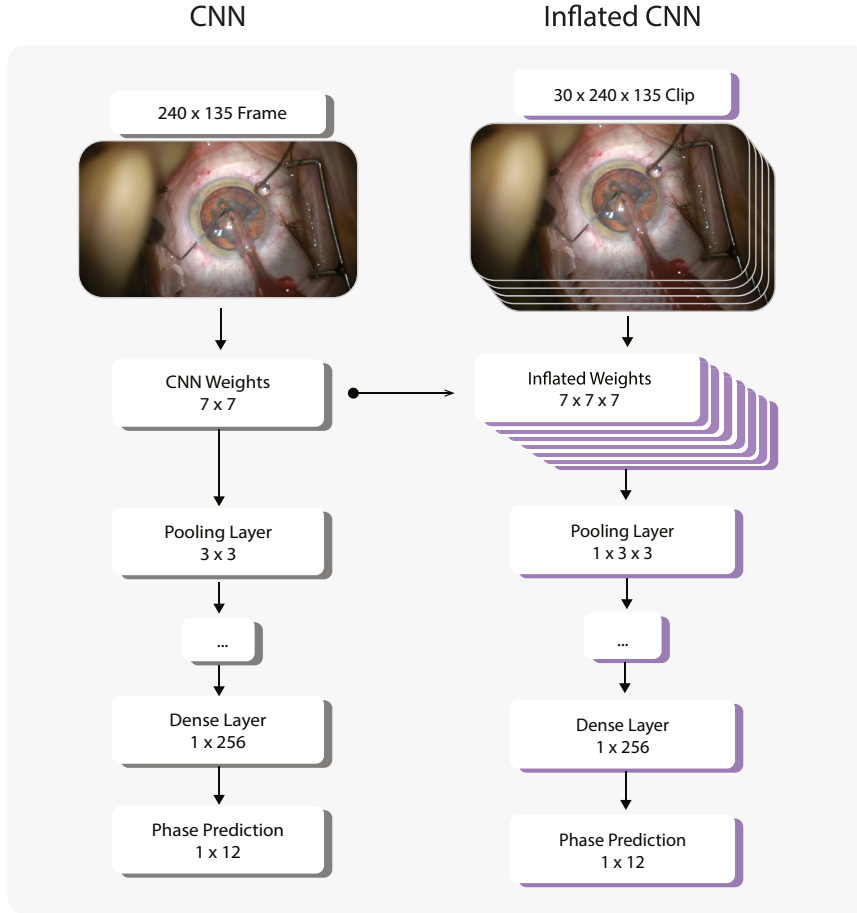 CNN
240 x 135 Frame
CNN Weights
7 x 7
Pooling Layer
3 x 3
...
Dense Layer
1 x 256
Phase Prediction
1 x 12
Inflated CNN
30 x 240 x 135 Clip
Inflated Weights
7 x 7 x 7
Pooling Layer
1 x 3 x 3
...
Dense Layer
1 x 256
Phase Prediction
1 x 12